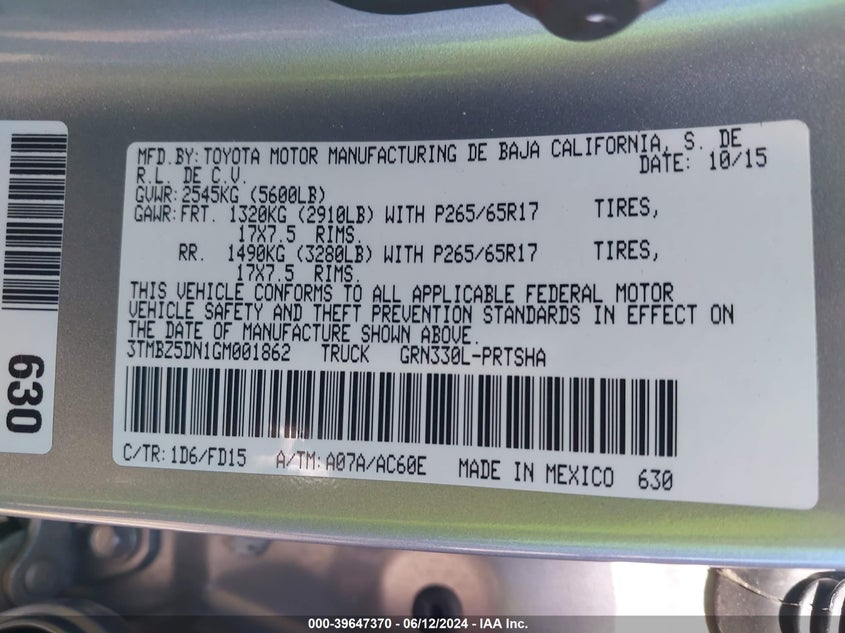 MFD.BY:TOYOTA MOTOR MANUFACTURING DE BAJA CALIFORNIA, S. DE
R.L. DE C.V. DATE: 10/15
GVWR:2545KG (5600LB)
GAWR:FRT. 1320KG (2910LB) WITH P265/65R17 TIRES,
17X7.5 RIMS.
RR. 1490KG (3280LB) WITH P265/65R17 TIRES,
17X7.5 RIMS.
THIS VEHICLE CONFORMS TO ALL APPLICABLE FEDERAL MOTOR
VEHICLE SAFETY AND THEFT PREVENTION STANDARDS IN EFFECT ON
THE DATE OF MANUFACTURE SHOWN ABOVE.
3TMBZ5DN1GM001862 TRUCK GRN330L-PRTSHA
C/TR:1D6/FD15 A/TM:A07A/AC60E MADE IN MEXICO 630
630
000-39647370 - 06/12/2024 - IAA Inc.